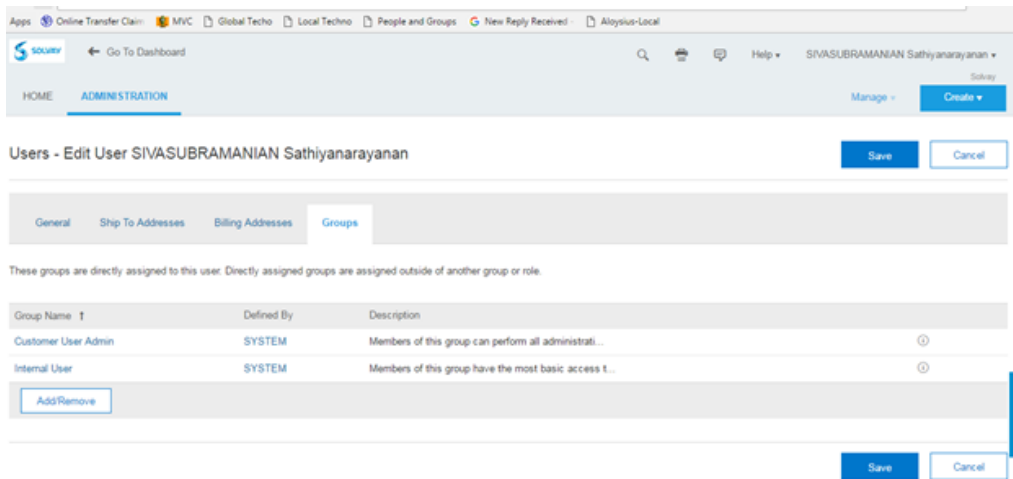 Apps Online Transfer Claim MVC Global Techo Local Techno People and Groups New Reply Received - Aloysius-Local
SOLVAY Go To Dashboard Help SIVASUBRAMANIAN Sathiyanarayanan
Solvay
HOME ADMINISTRATION Manage Create
Users - Edit User SIVASUBRAMANIAN Sathiyanarayanan Save Cancel
General Ship To Addresses Billing Addresses Groups
These groups are directly assigned to this user. Directly assigned groups are assigned outside of another group or role.
Group Name ↑ Defined By Description
Customer User Admin SYSTEM Members of this group can perform all administrati...
Internal User SYSTEM Members of this group have the most basic access t...
Add/Remove
Save Cancel